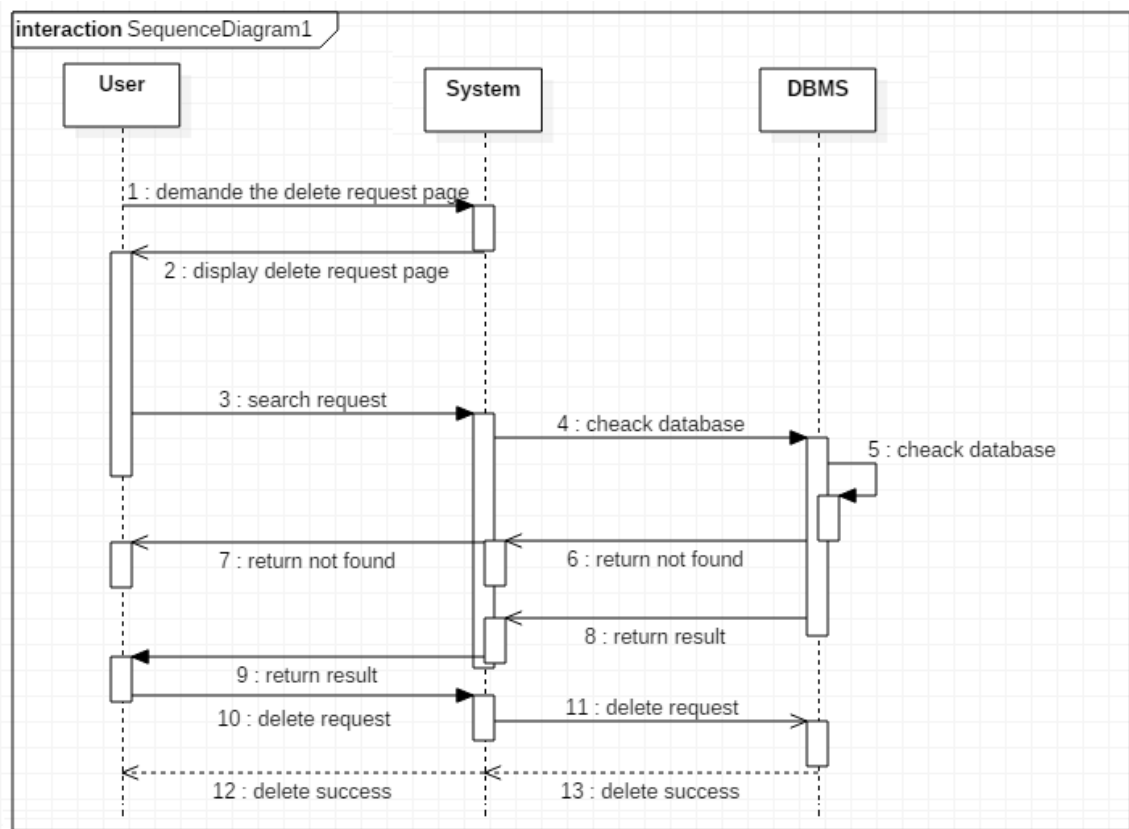 interaction SequenceDiagram1
User
System
DBMS
1 : demande the delete request page
2 : display delete request page
3 : search request
4 : cheack database
5 : cheack database
7 : return not found
6 : return not found
8 : return result
9 : return result
10 : delete request
11 : delete request
12 : delete success
13 : delete success